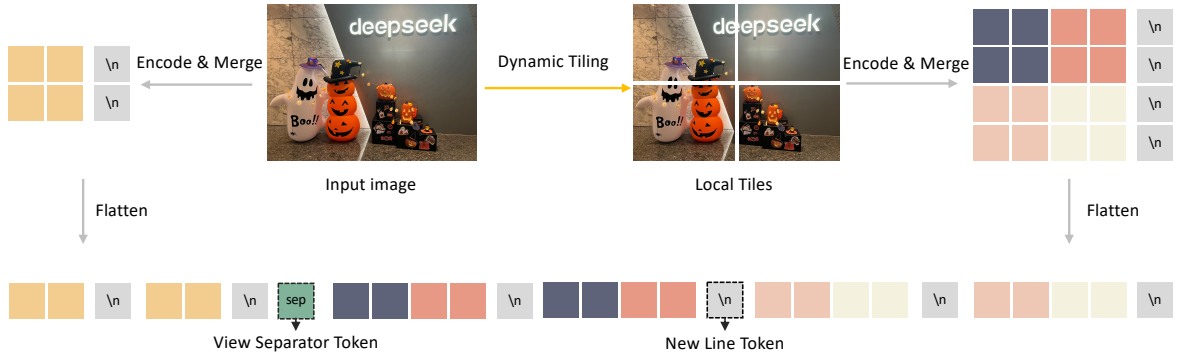 deepseek
deepseek
\n
Encode & Merge
Dynamic Tiling
Encode & Merge
\n
\n
\n
Boo!!
Boo!!
\n
\n
\n
Input image
Local Tiles
Flatten
Flatten
\n
\n
sep
\n
\n
\n
\n
View Separator Token
New Line Token